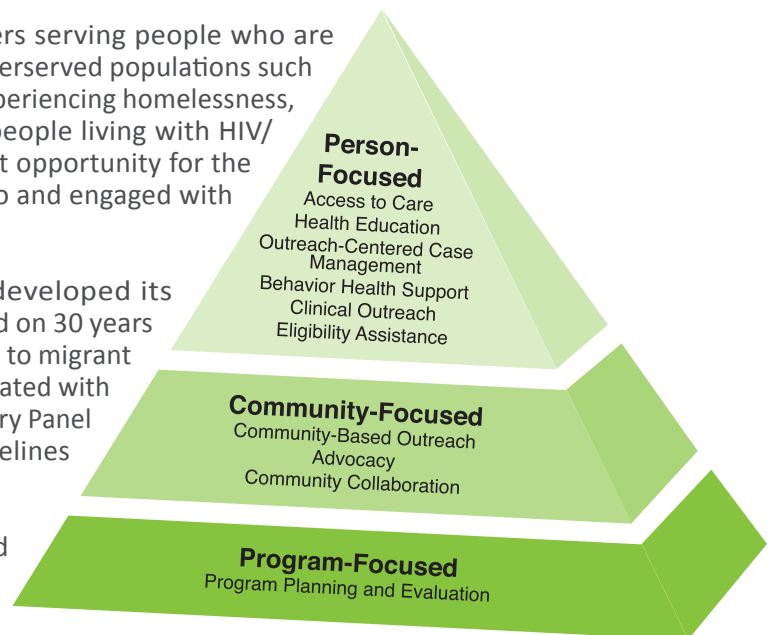 ers serving people who are
erserved populations such
periencing homelessness,
people living with HIV/
t opportunity for the
o and engaged with
developed its
d on 30 years
to migrant
ated with
ry Panel
elines
d
Person-
Focused
Access to Care
Health Education
Outreach-Centered Case
Management
Behavior Health Support
Clinical Outreach
Eligibility Assistance
Community-Focused
Community-Based Outreach
Advocacy
Community Collaboration
Program-Focused
Program Planning and Evaluation